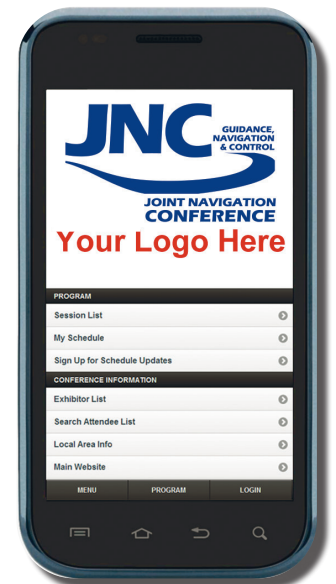 JNC
GUIDANCE,
NAVIGATION
& CONTROL
JOINT NAVIGATION
CONFERENCE
Your Logo Here
PROGRAM
Session List
My Schedule
Sign Up for Schedule Updates
CONFERENCE INFORMATION
Exhibitor List
Search Attendee List
Local Area Info
Main Website
MENU PROGRAM LOGIN